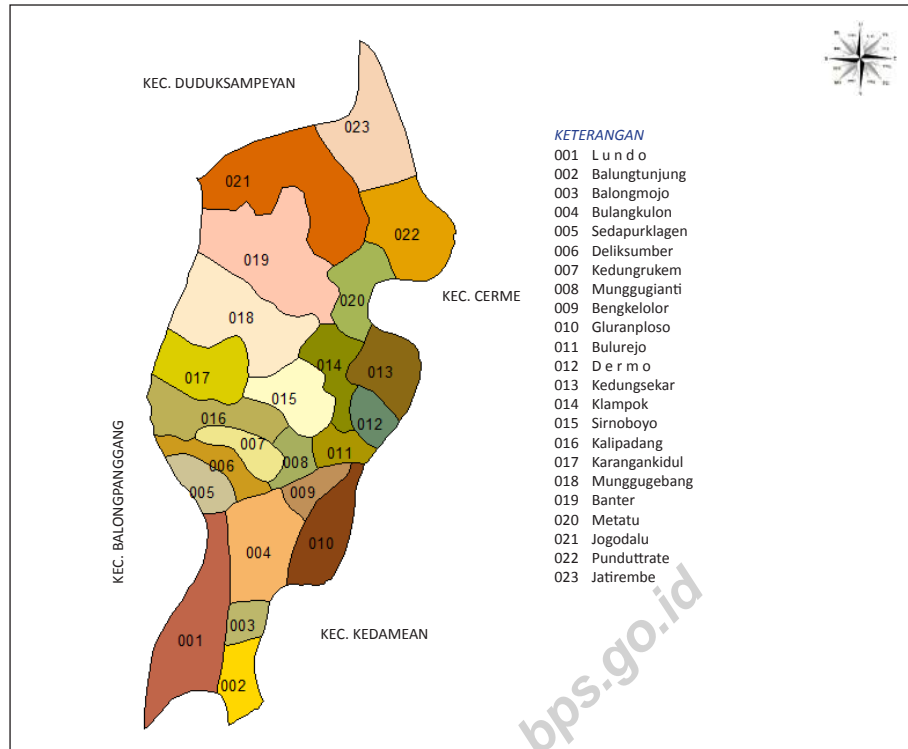 KEC. DUDUKSAMPEYAN
023
021
022
019
KEC. CERME
020
018
014
013
017
015
016
012
007
011
008
006
005
009
KEC. BALONGPANGGANG
010
004
003
KEC. KEDAMEAN
001
002
KETERANGAN
001 L u n d o
002 Balungtunjung
003 Balongmojo
004 Bulangkulon
005 Sedapurklagen
006 Deliksumber
007 Kedungrukem
008 Munggugianti
009 Bengkelolor
010 Gluranploso
011 Bulurejo
012 D e r m o
013 Kedungsekar
014 Klampok
015 Sirnoboyo
016 Kalipadang
017 Karangankidul
018 Munggugebang
019 Banter
020 Metatu
021 Jogodalu
022 Punduttrate
023 Jatirembe
bps.go.id